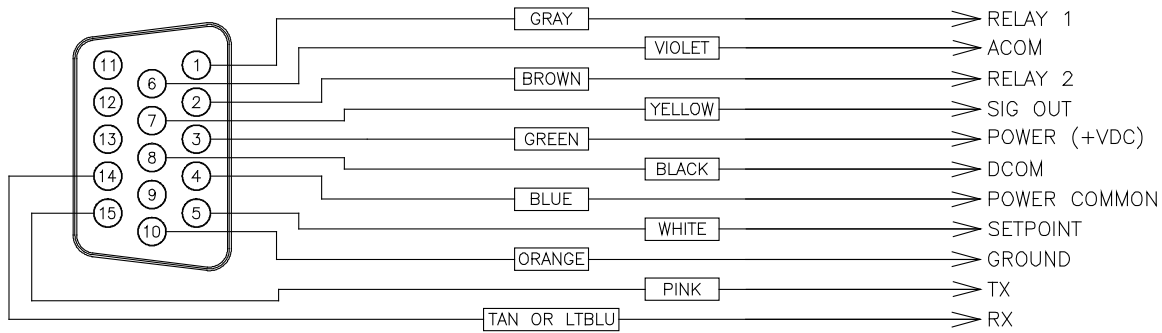 GRAY RELAY 1
VIOLET ACOM
BROWN RELAY 2
YELLOW SIG OUT
GREEN POWER (+VDC)
BLACK DCOM
BLUE POWER COMMON
WHITE SETPOINT
ORANGE GROUND
PINK TX
TAN OR LTBLU RX
11
12
13
14
15
6
7
8
9
10
1
2
3
4
5